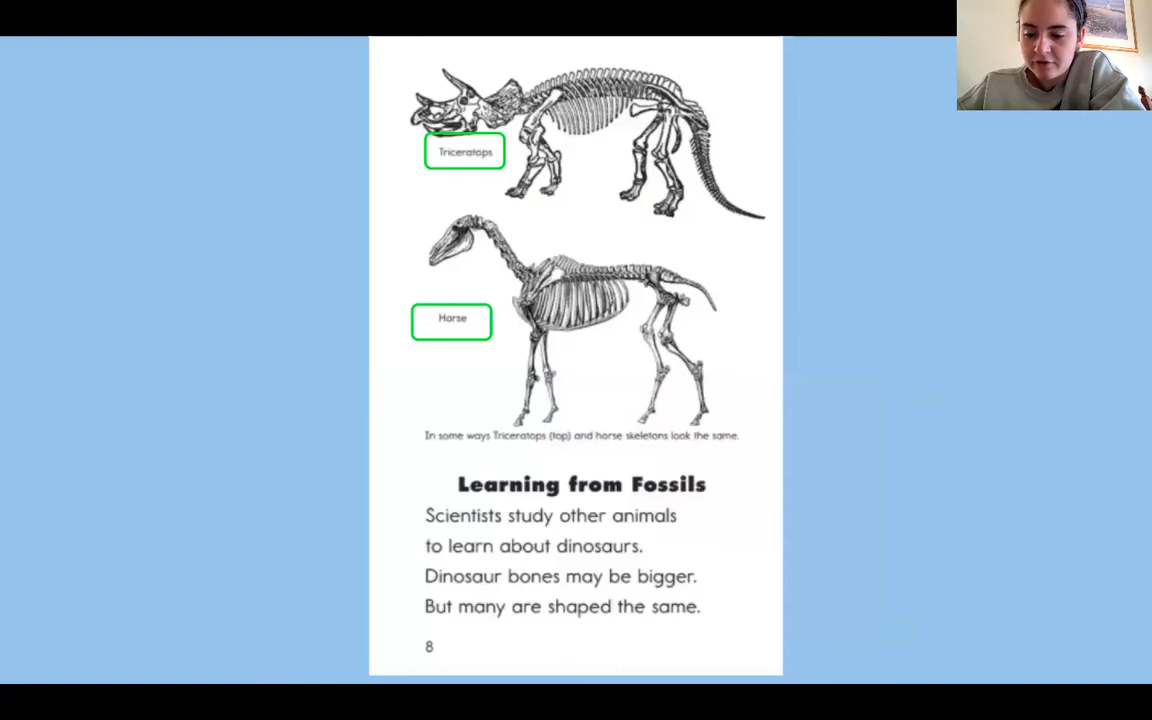 Triceratops
Horse
In some ways Triceratops (top) and horse skeletons look the same.
Learning from Fossils
Scientists study other animals
to learn about dinosaurs.
Dinosaur bones may be bigger.
But many are shaped the same.
8